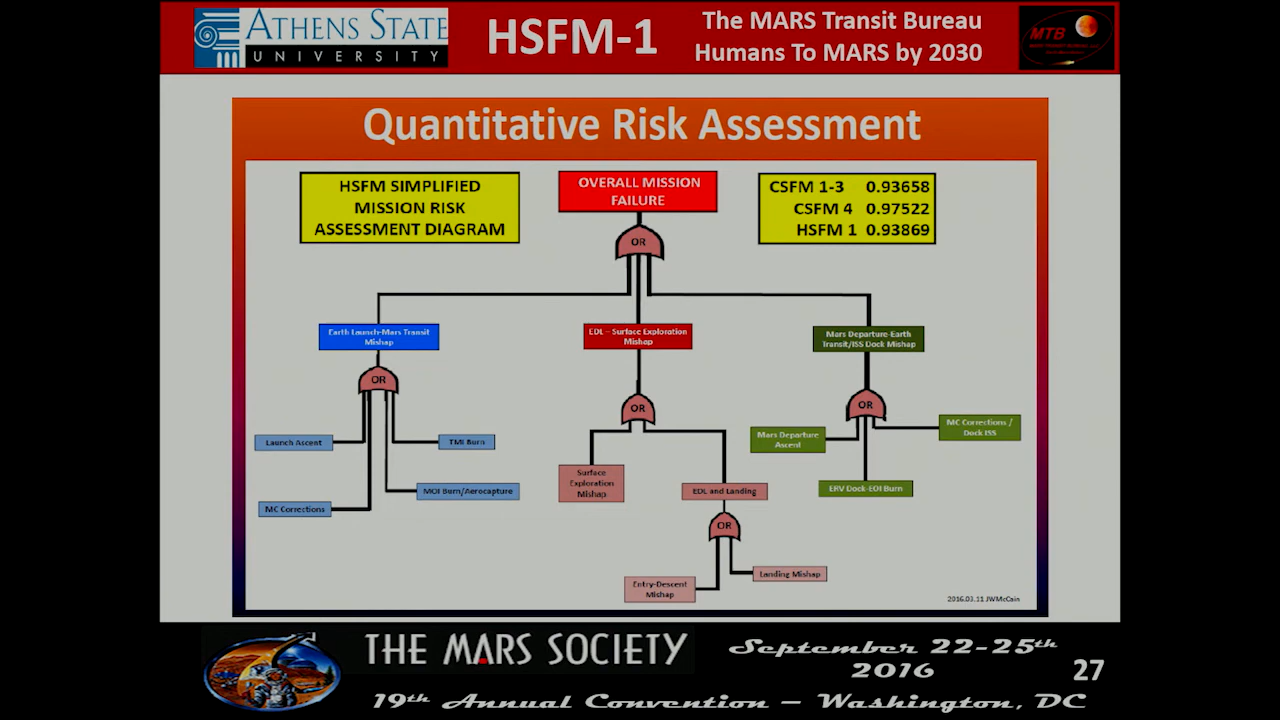 ATHENS STATE
UNIVERSITY
HSFM-1
The MARS Transit Bureau
Humans To MARS by 2030
MTB
Quantitative Risk Assessment
HSFM SIMPLIFIED
MISSION RISK
ASSESSMENT DIAGRAM
OVERALL MISSION
FAILURE
CSFM 1-3 0.93658
CSFM 4 0.97522
HSFM 1 0.93869
OR
Earth Launch-Mars Transit
Mishap
EDL – Surface Exploration
Mishap
Mars Departure-Earth
Transit/ISS Dock Mishap
OR
OR
OR
Launch Ascent
TMI Burn
MOI Burn/Aerocapture
MC Corrections
Surface
Exploration
Mishap
EDL and Landing
OR
Entry-Descent
Mishap
Landing Mishap
Mars Departure
Ascent
MC Corrections /
Dock ISS
ERV Dock-EOI Burn
2016.03.11 JWMcCain
THE MARS SOCIETY
September 22-25th
2016
27
19th Annual Convention – Washington, DC